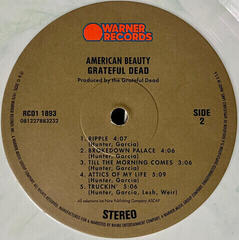 WARNER
RECORDS
AMERICAN BEAUTY
GRATEFUL DEAD
Produced by the Grateful Dead
RCD1 1893
081227883232
SIDE
2
1. RIPPLE 4:07
(Hunter, Garcia)
2. BROKEDOWN PALACE 4:06
(Hunter, Garcia)
3. TILL THE MORNING COMES 3:06
(Hunter, Garcia)
4. ATTICS OF MY LIFE 5:09
(Hunter, Garcia)
5. TRUCKIN' 5:06
(Hunter, Garcia, Lesh, Weir)
All selections Ice Nine Publishing Company ASCAP
STEREO